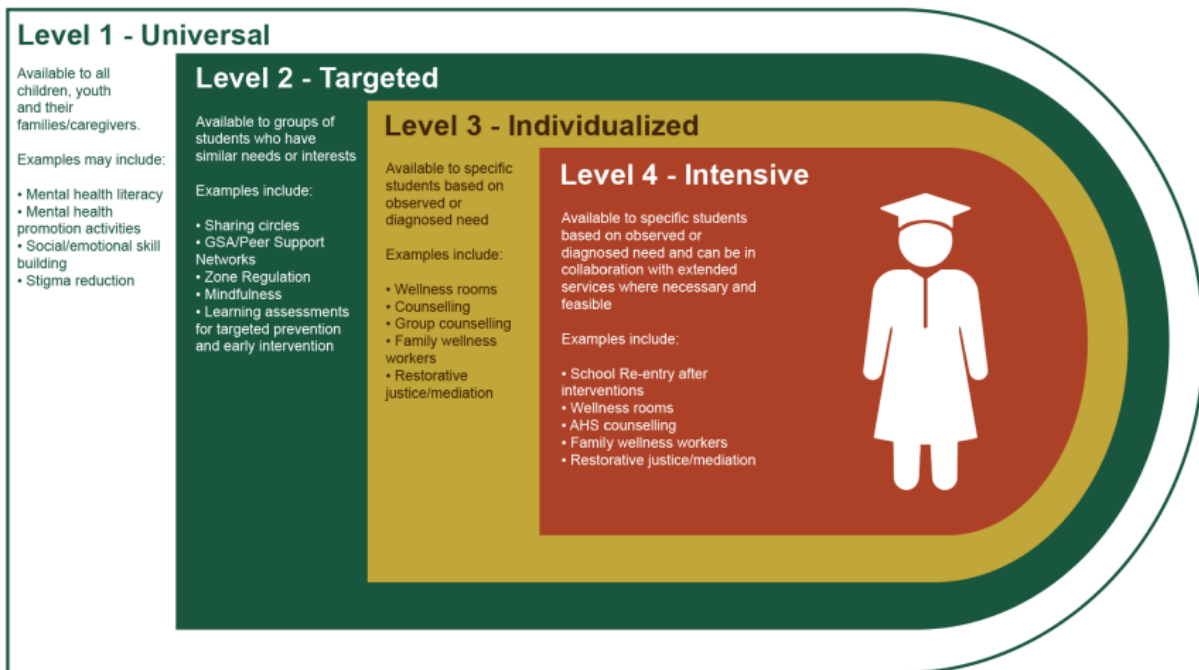 Level 1 - Universal
Available to all
children, youth
and their
families/caregivers.
Examples may include:
• Mental health literacy
• Mental health
promotion activities
• Social/emotional skill
building
• Stigma reduction
Level 2 - Targeted
Available to groups of
students who have
similar needs or interests
Examples include:
• Sharing circles
• GSA/Peer Support
Networks
• Zone Regulation
• Mindfulness
• Learning assessments
for targeted prevention
and early intervention
Level 3 - Individualized
Available to specific
students based on
observed or
diagnosed need
Examples include:
• Wellness rooms
• Counselling
• Group counselling
• Family wellness
workers
• Restorative
justice/mediation
Level 4 - Intensive
Available to specific students
based on observed or
diagnosed need and can be in
collaboration with extended
services where necessary and
feasible
Examples include:
• School Re-entry after
interventions
• Wellness rooms
• AHS counselling
• Family wellness workers
• Restorative justice/mediation